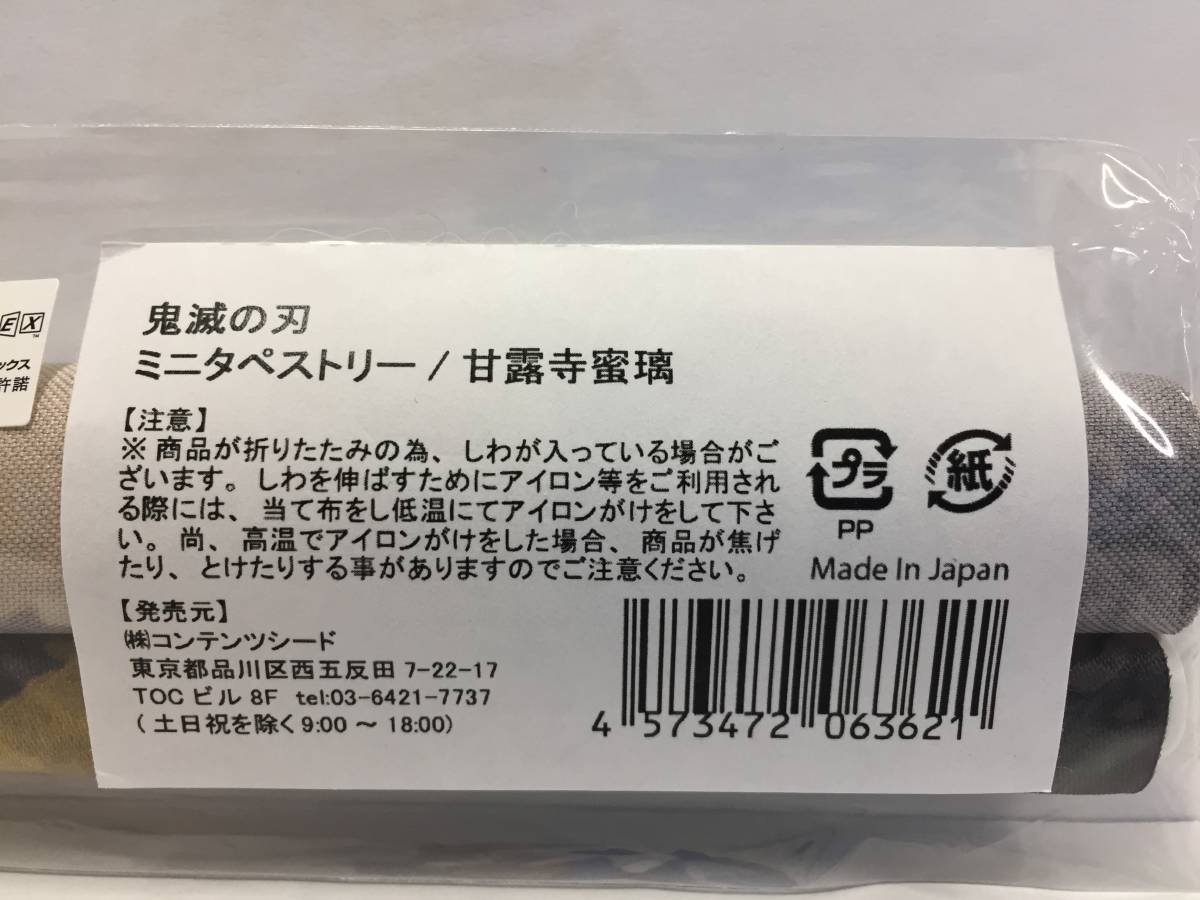 EX
ックス
許諾
鬼滅の刃
ミニタペストリー / 甘露寺蜜璃
【注意】
※商品が折りたたみの為、しわが入っている場合がご
ざいます。しわを伸ばすためにアイロン等をご利用され
る際には、当て布をし低温にてアイロンがけをして下さ
い。尚、高温でアイロンがけをした場合、商品が焦げ
たり、とけたりする事がありますのでご注意ください。
プラ
PP
紙
Made In Japan
【発売元】
㈱コンテンツシード
東京都品川区西五反田 7-22-17
TOC ビル 8F tel:03-6421-7737
( 土日祝を除く 9:00 ～ 18:00)
4 573472 063621